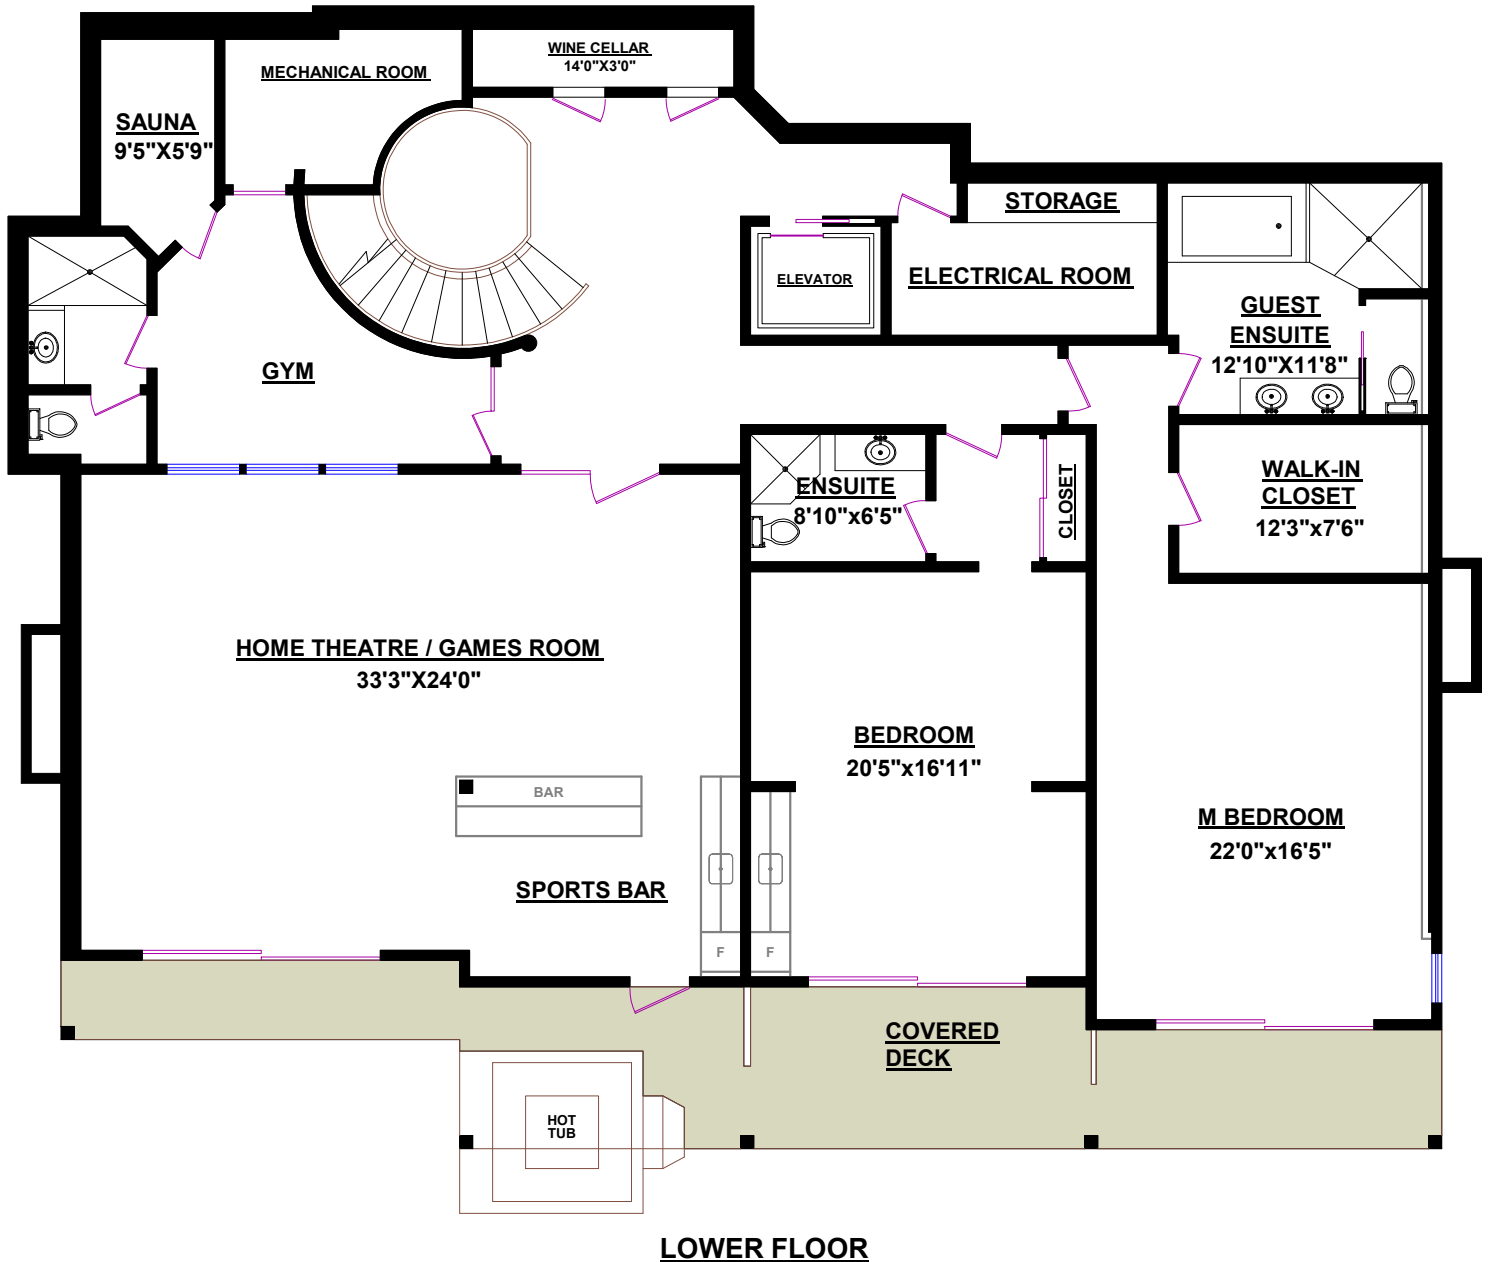 WINE CELLAR
14'0"X3'0"
MECHANICAL ROOM
SAUNA
9'5"X5'9"
STORAGE
ELEVATOR
ELECTRICAL ROOM
GUEST
ENSUITE
12'10"X11'8"
GYM
ENSUITE
8'10"x6'5"
CLOSET
WALK-IN
CLOSET
12'3"x7'6"
HOME THEATRE / GAMES ROOM
33'3"X24'0"
BEDROOM
20'5"x16'11"
BAR
M BEDROOM
22'0"x16'5"
SPORTS BAR
F
F
COVERED
DECK
HOT
TUB
LOWER FLOOR